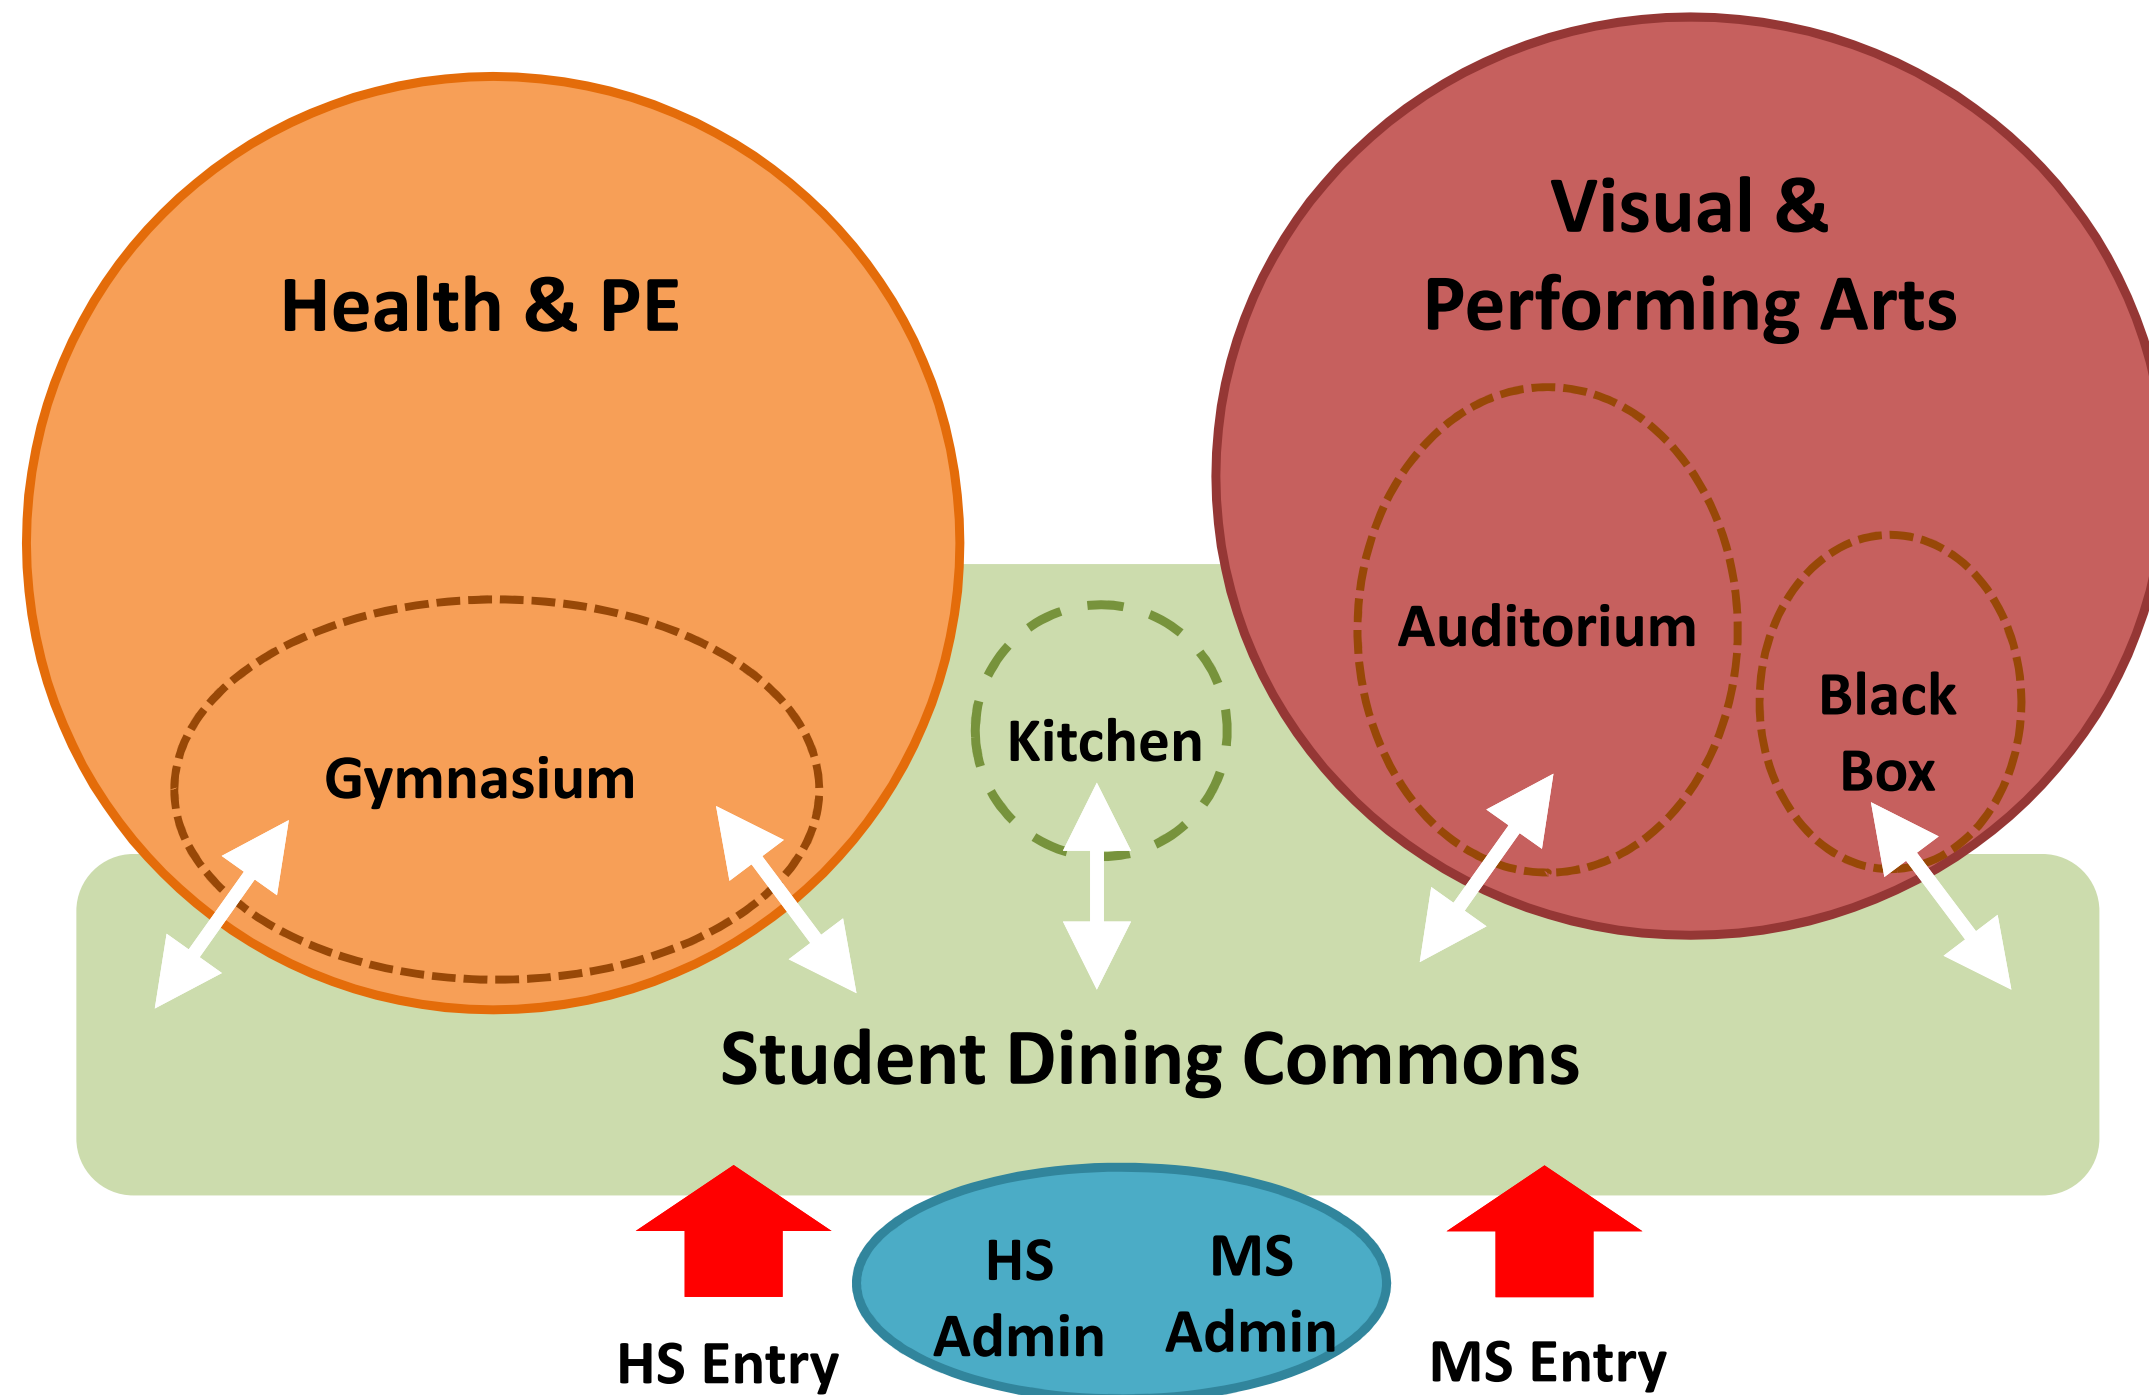 Visual &
Performing Arts
Health & PE
Auditorium
Black
Box
Kitchen
Gymnasium
Student Dining Commons
HS
Admin
MS
Admin
HS Entry
MS Entry